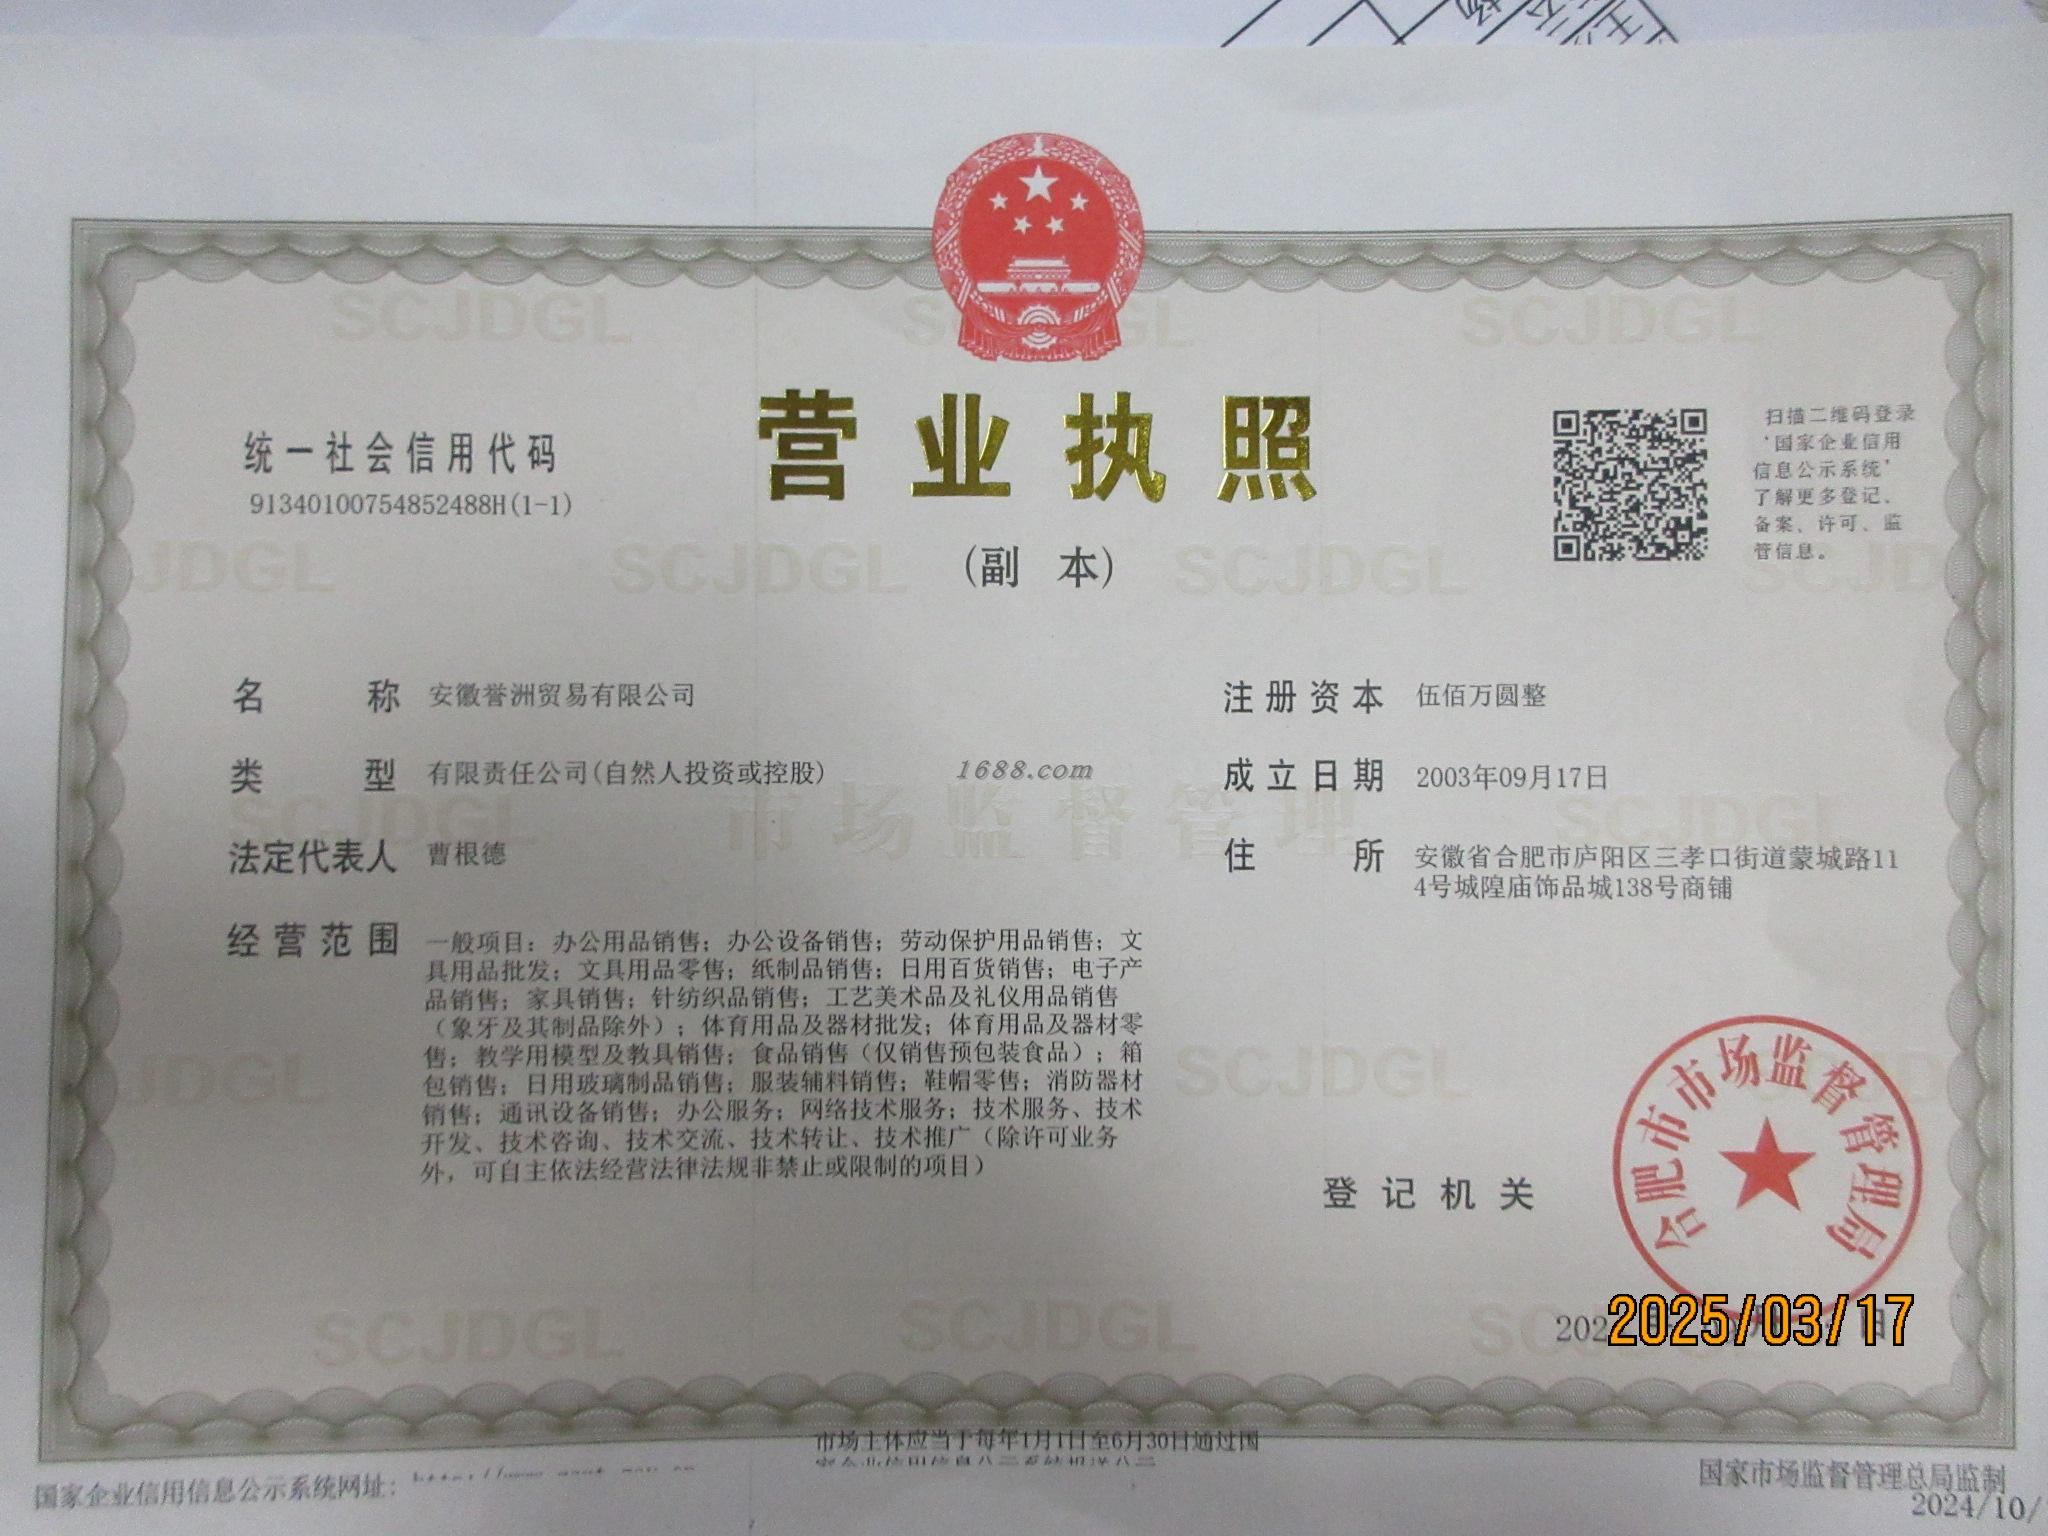 SCJDGL
营业执照
(副 本)
统一社会信用代码
91340100754852488H(1-1)
扫描二维码登录
‘国家企业信用
信息公示系统’
了解更多登记、
备案、许可、监
管信息。
名 称 安徽誉洲贸易有限公司
类 型 有限责任公司(自然人投资或控股)
法定代表人 曹根德
经营范围 一般项目：办公用品销售；办公设备销售；劳动保护用品销售；文
具用品批发；文具用品零售；纸制品销售；日用百货销售；电子产
品销售；家具销售；针纺织品销售；工艺美术品及礼仪用品销售
（象牙及其制品除外）；体育用品及器材批发；体育用品及器材零
售；教学用模型及教具销售；食品销售（仅销售预包装食品）；箱
包销售；日用玻璃制品销售；服装辅料销售；鞋帽零售；消防器材
销售；通讯设备销售；办公服务；网络技术服务；技术服务、技术
开发、技术咨询、技术交流、技术转让、技术推广（除许可业务
外，可自主依法经营法律法规非禁止或限制的项目）
1688.com
市场监督管理
注册资本 伍佰万圆整
成立日期 2003年09月17日
住 所 安徽省合肥市庐阳区三孝口街道蒙城路11
4号城隍庙饰品城138号商铺
登记机关
合肥市市场监督管理局
2025/03/17
市场主体应当于每年1月1日至6月30日通过国
家企业信用信息公示系统报送公示
国家企业信用信息公示系统网址：
国家市场监督管理总局监制
2024/10/